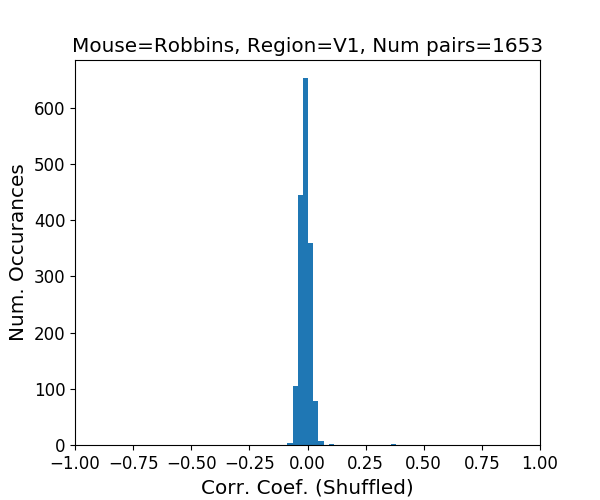 Mouse=Robbins, Region=V1, Num pairs=1653
Num. Occurances
600
500
400
300
200
100
0
−1.00 −0.75 −0.50 −0.25 0.00 0.25 0.50 0.75 1.00
Corr. Coef. (Shuffled)